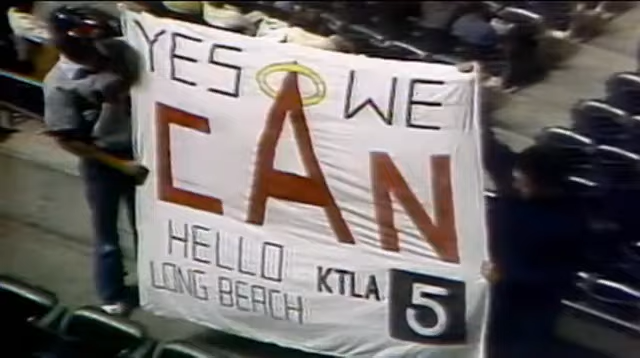 YES WE
CAN
HELLO
LONG BEACH
KTLA 5